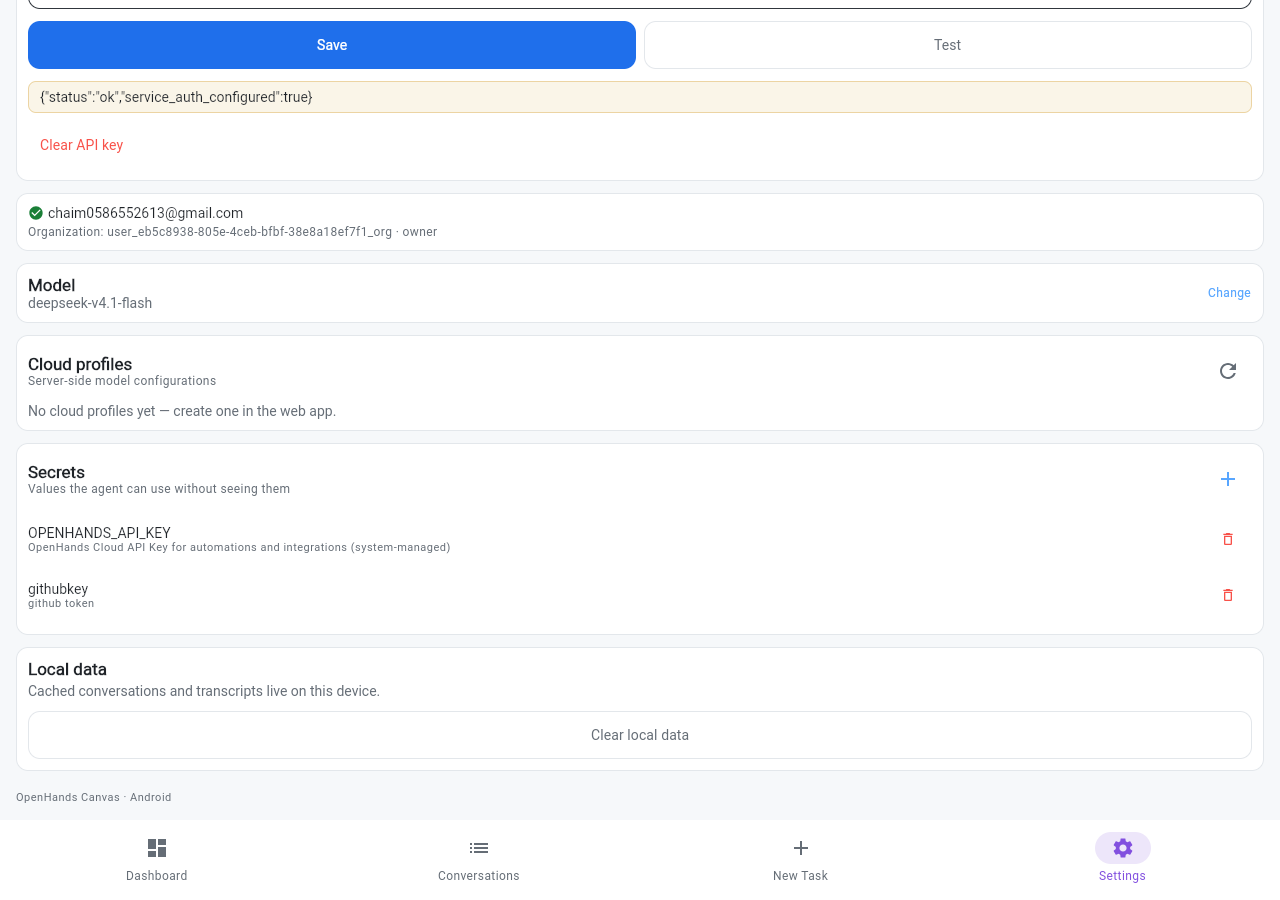 Save
Test
{"status":"ok","service_auth_configured":true}
Clear API key
chaim0586552613@gmail.com
Organization: user_eb5c8938-805e-4ceb-bfbf-38e8a18ef7f1_org · owner
Model
deepseek-v4.1-flash
Change
Cloud profiles
Server-side model configurations
No cloud profiles yet — create one in the web app.
Secrets
Values the agent can use without seeing them
OPENHANDS_API_KEY
OpenHands Cloud API Key for automations and integrations (system-managed)
githubkey
github token
Local data
Cached conversations and transcripts live on this device.
Clear local data
OpenHands Canvas · Android
Dashboard
Conversations
New Task
Settings